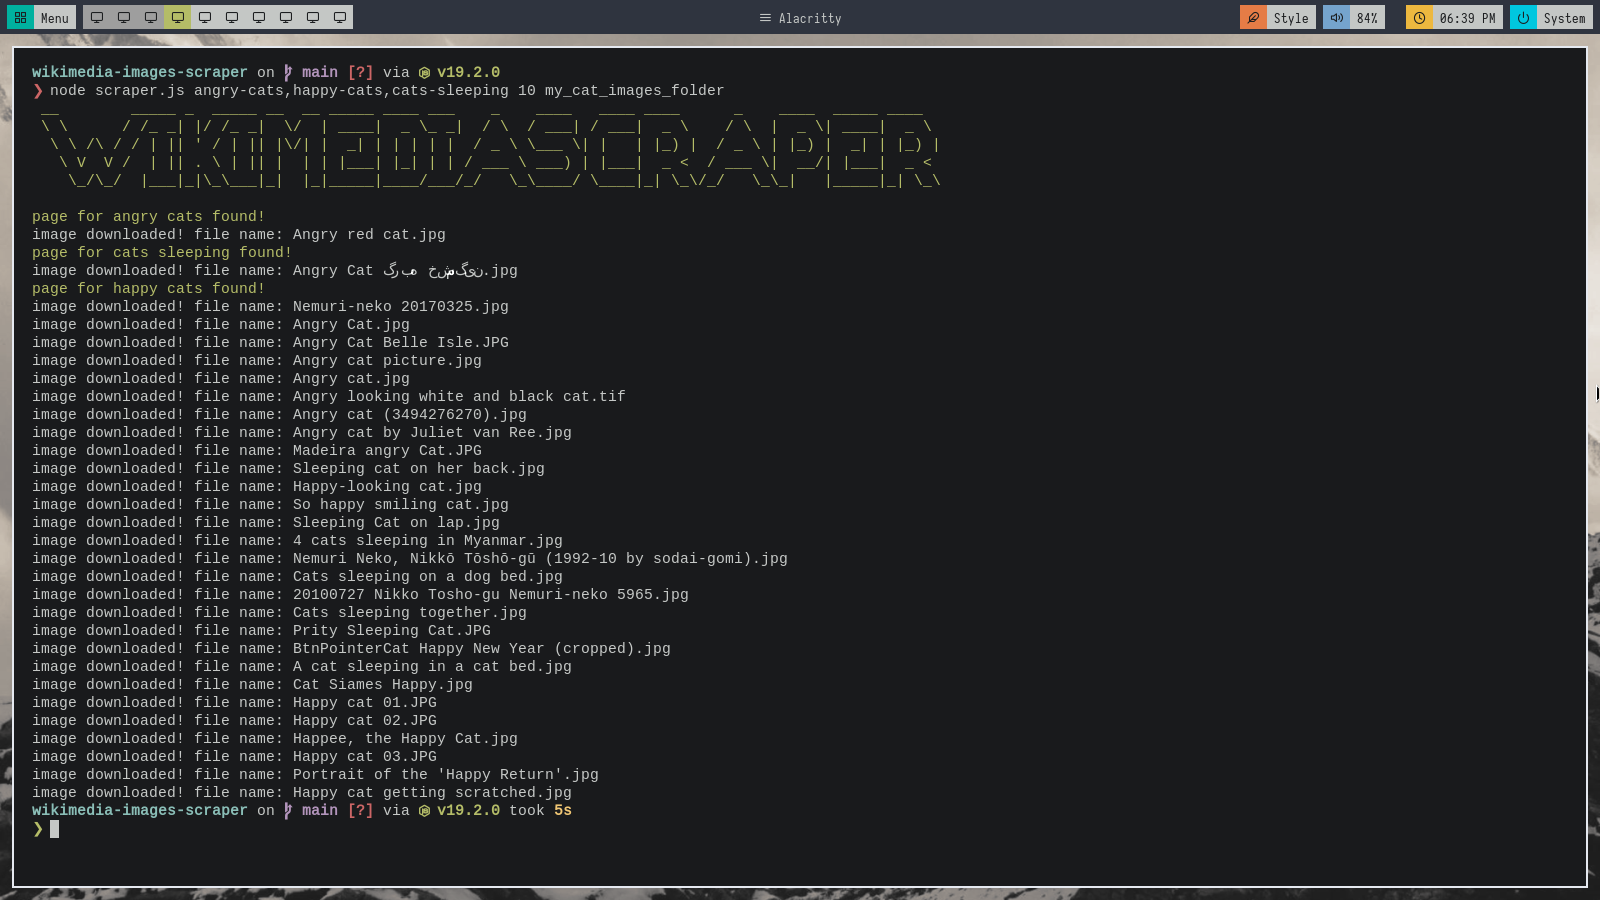 Menu
Alacritty
Style
84%
06:39 PM
System
wikimedia-images-scraper on main [?] via v19.2.0
❯ node scraper.js angry-cats,happy-cats,cats-sleeping 10 my_cat_images_folder
WIKIMEDIASCRAPER
page for angry cats found!
image downloaded! file name: Angry red cat.jpg
page for cats sleeping found!
image downloaded! file name: Angry Cat گربه خشمگین.jpg
page for happy cats found!
image downloaded! file name: Nemuri-neko 20170325.jpg
image downloaded! file name: Angry Cat.jpg
image downloaded! file name: Angry Cat Belle Isle.JPG
image downloaded! file name: Angry cat picture.jpg
image downloaded! file name: Angry cat.jpg
image downloaded! file name: Angry looking white and black cat.tif
image downloaded! file name: Angry cat (3494276270).jpg
image downloaded! file name: Angry cat by Juliet van Ree.jpg
image downloaded! file name: Madeira angry Cat.JPG
image downloaded! file name: Sleeping cat on her back.jpg
image downloaded! file name: Happy-looking cat.jpg
image downloaded! file name: So happy smiling cat.jpg
image downloaded! file name: Sleeping Cat on lap.jpg
image downloaded! file name: 4 cats sleeping in Myanmar.jpg
image downloaded! file name: Nemuri Neko, Nikkō Tōshō-gū (1992-10 by sodai-gomi).jpg
image downloaded! file name: Cats sleeping on a dog bed.jpg
image downloaded! file name: 20100727 Nikko Tosho-gu Nemuri-neko 5965.jpg
image downloaded! file name: Cats sleeping together.jpg
image downloaded! file name: Prity Sleeping Cat.JPG
image downloaded! file name: BtnPointerCat Happy New Year (cropped).jpg
image downloaded! file name: A cat sleeping in a cat bed.jpg
image downloaded! file name: Cat Siames Happy.jpg
image downloaded! file name: Happy cat 01.JPG
image downloaded! file name: Happy cat 02.JPG
image downloaded! file name: Happee, the Happy Cat.jpg
image downloaded! file name: Happy cat 03.JPG
image downloaded! file name: Portrait of the 'Happy Return'.jpg
image downloaded! file name: Happy cat getting scratched.jpg
wikimedia-images-scraper on main [?] via v19.2.0 took 5s
❯